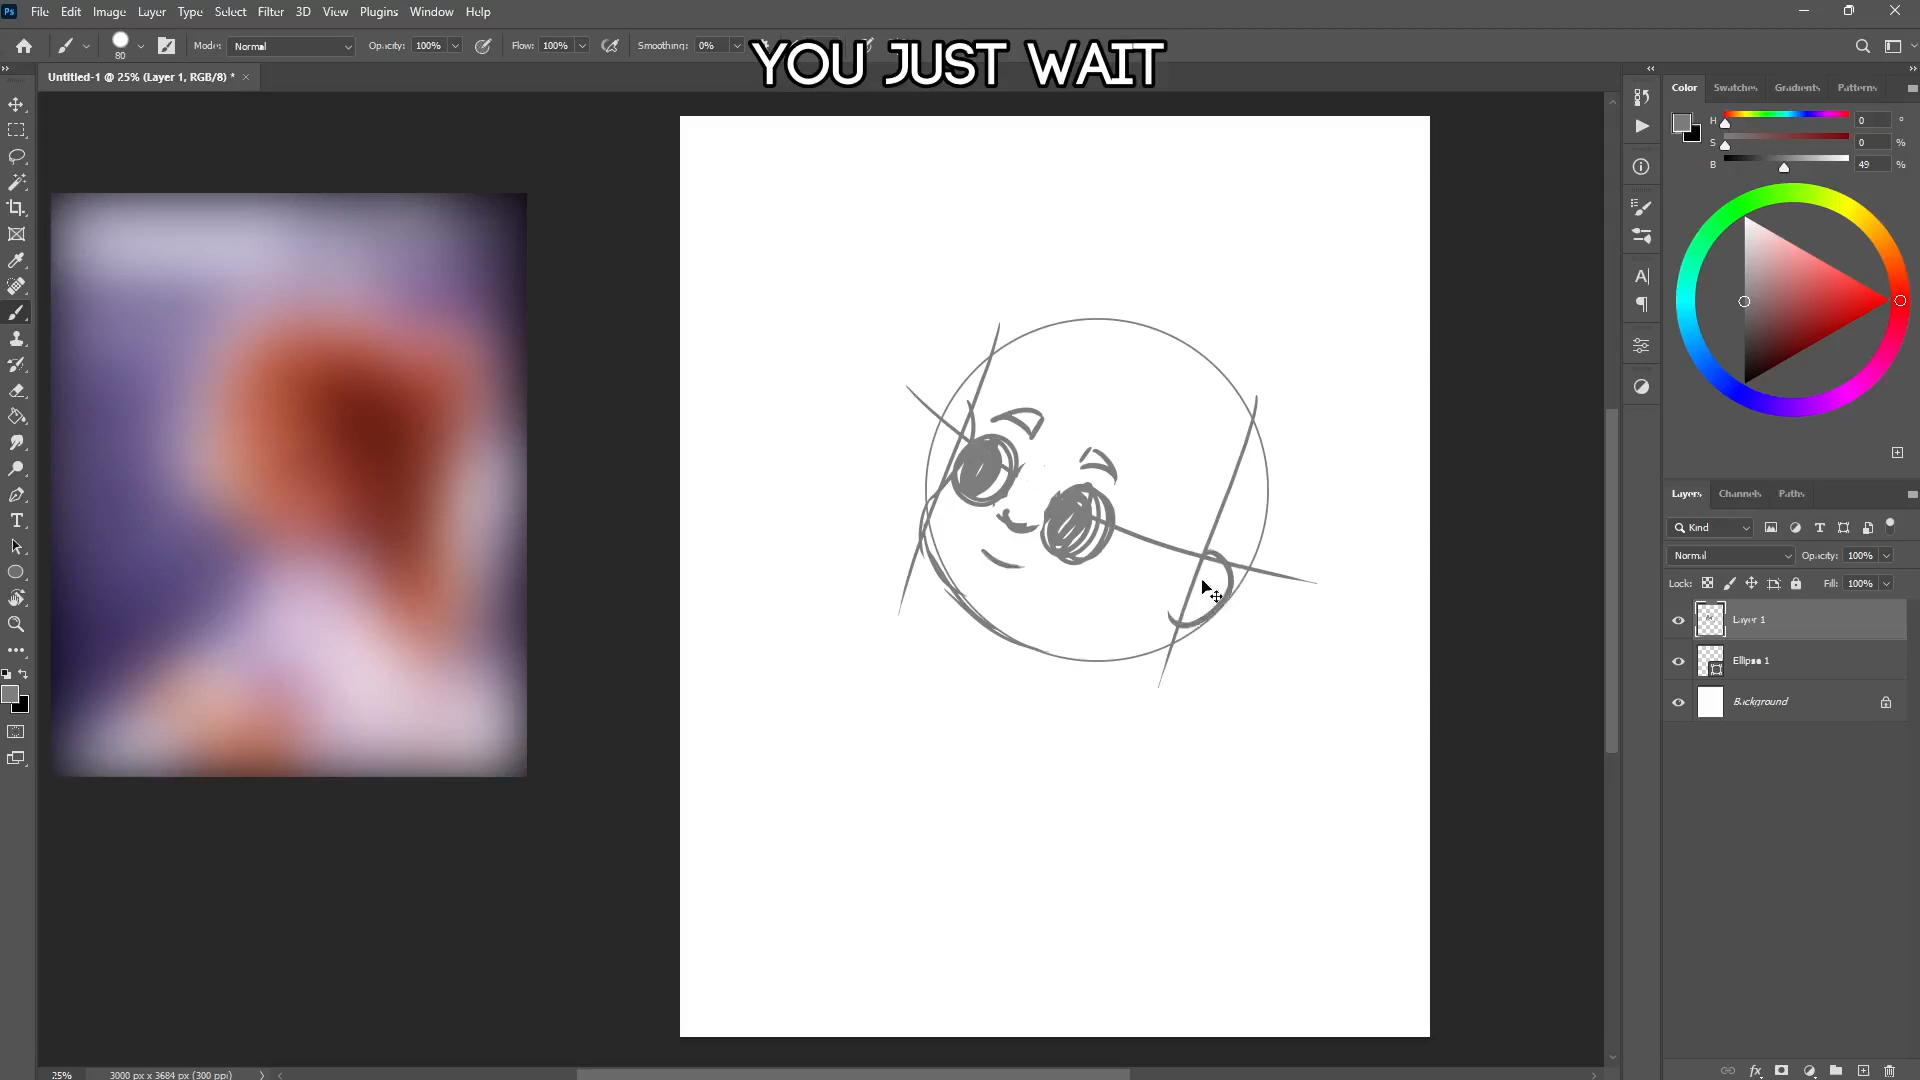 Ps File Edit Image Layer Type Select Filter 3D View Plugins Window Help
80 Mode: Normal Opacity: 100% Flow: 100% Smoothing: 0%
YOU JUST WAIT
Untitled-1 @ 25% (Layer 1, RGB/8) *
Color Swatches Gradients Patterns
H 0 °
S 0 %
B 49 %
Layers Channels Paths
Kind
Normal Opacity: 100%
Lock: Fill: 100%
Layer 1
Ellipse 1
Background
25% 3000 px x 3684 px (300 ppi)
fx